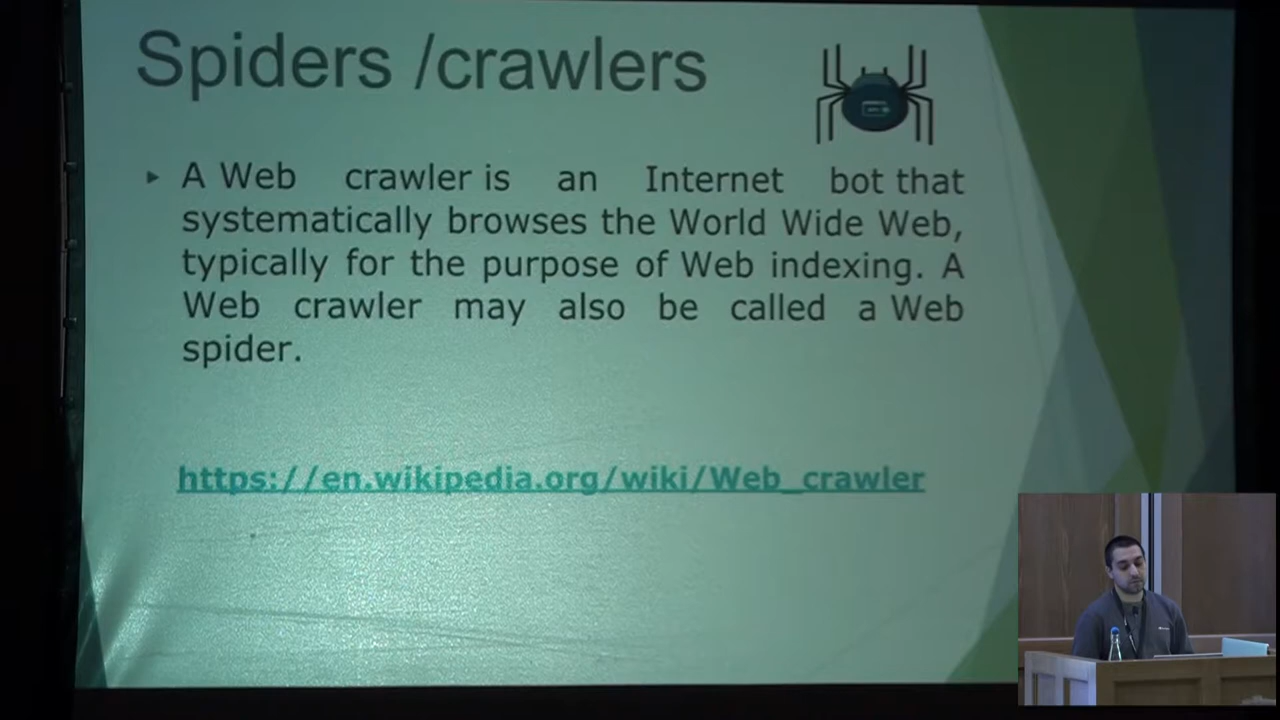 Spiders /crawlers
A Web crawler is an Internet bot that
systematically browses the World Wide Web,
typically for the purpose of Web indexing. A
Web crawler may also be called a Web
spider.
https://en.wikipedia.org/wiki/Web_crawler